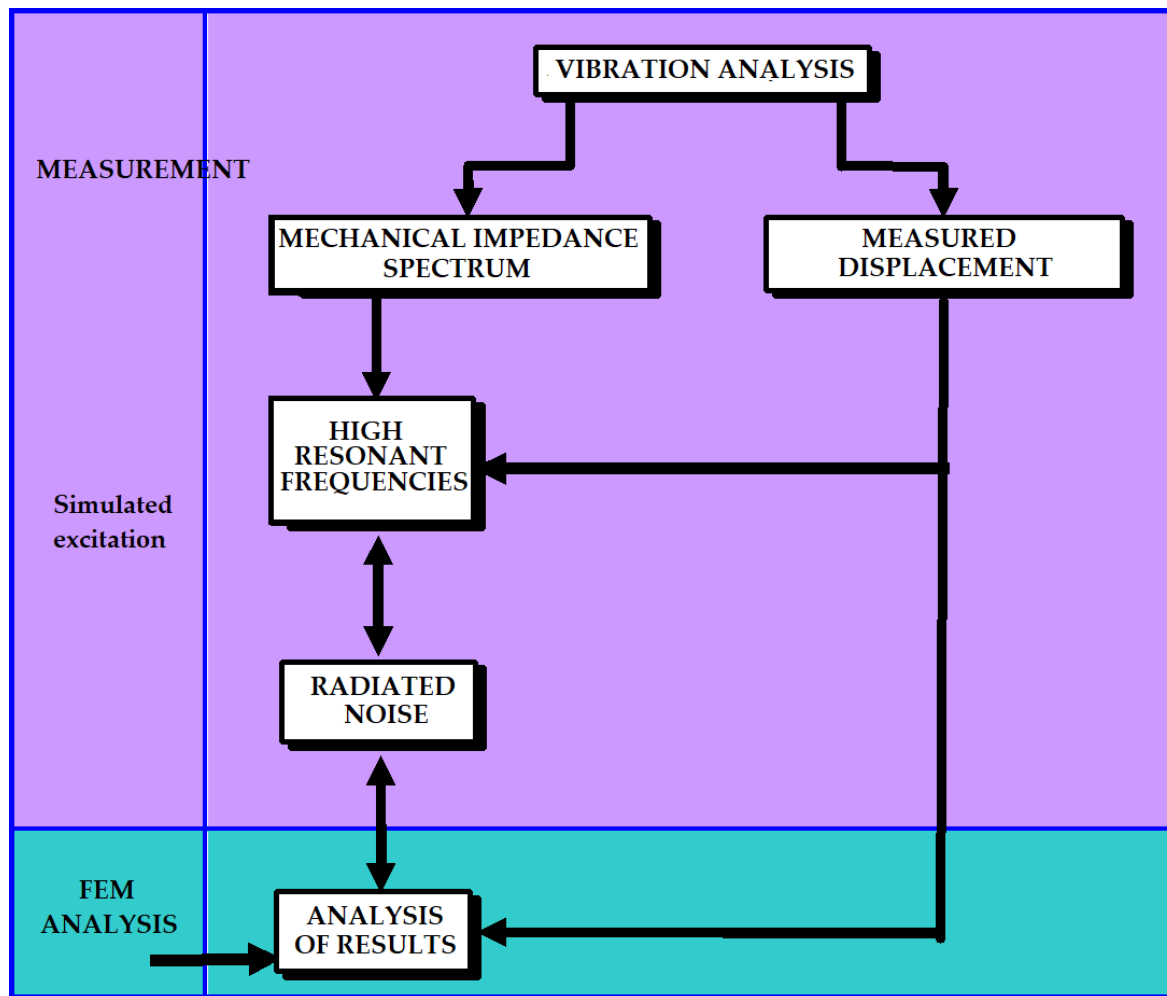 VIBRATION ANALYSIS
MEASUREMENT
MECHANICAL IMPEDANCE
SPECTRUM
MEASURED
DISPLACEMENT
HIGH
RESONANT
FREQUENCIES
Simulated
excitation
RADIATED
NOISE
FEM
ANALYSIS
ANALYSIS
OF RESULTS